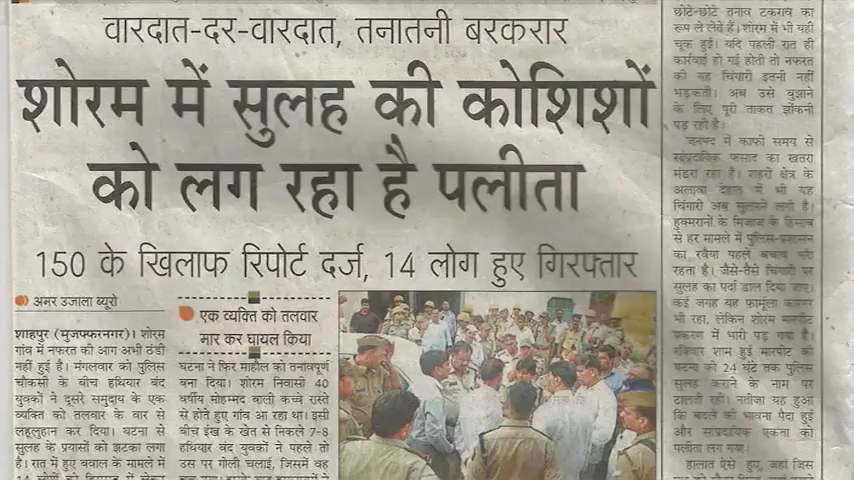 वारदात-दर-वारदात, तनातनी बरकरार
शोरम में सुलह की कोशिशों
को लग रहा है पलीता
150 के खिलाफ रिपोर्ट दर्ज, 14 लोग हुए गिरफ्तार
अमर उजाला ब्यूरो
शाहपुर (मुजफ्फरनगर)। शोरम
गांव में नफरत की आग अभी ठंडी
नहीं हुई है। मंगलवार को पुलिस
चौकसी के बीच हथियार बंद
युवकों ने दूसरे समुदाय के एक
व्यक्ति को तलवार के वार से
लहूलुहान कर दिया। घटना से
सुलह के प्रयासों को झटका लगा
है। रात में हुए बवाल के मामले में
एक व्यक्ति को तलवार
मार कर घायल किया
घटना ने फिर माहौल को तनावपूर्ण
बना दिया। शोरम निवासी 40
वर्षीय मोहम्मद बाली कच्चे रास्ते
से होते हुए गांव आ रहा था। इसी
बीच ईख के खेत से निकले 7-8
हथियार बंद युवकों ने पहले तो
उस पर गोली चलाई, जिसमें वह
छोटे-छोटे तनाव टकराव का
रूप ले लेते हैं। शोरम में भी यही
चूक हुई। यदि पहली रात ही
कार्रवाई हो गई होती तो नफरत
की यह चिंगारी इतनी नहीं
भड़कती। अब उसे बुझाने
के लिए पूरी ताकत झोंकनी
पड़ रही है।
जनपद में काफी समय से
सांप्रदायिक फसाद का खतरा
मंडरा रहा है। शहरी क्षेत्र के
अलावा देहात में भी यह
चिंगारी अब सुलगने लगी है।
हुक्मरानों के मिजाज के हिसाब
से हर मामले में पुलिस-प्रशासन
का रवैया पहले बचाव भरा
रहता है। जैसे-तैसे चिंगारी पर
सुलह का पर्दा डाल दिया जाए।
कई जगह यह फार्मूला कारगर
भी रहा, लेकिन शोरम मारपीट
प्रकरण में भारी पड़ गया है।
रविवार शाम हुई मारपीट की
घटना को 24 घंटे तक पुलिस
सुलह कराने के नाम पर
टालती रही। नतीजा यह हुआ
कि बदले की भावना पैदा हुई
और सांप्रदायिक एकता को
पलीता लग गया।
हालात ऐसे हुए, जहां जिस